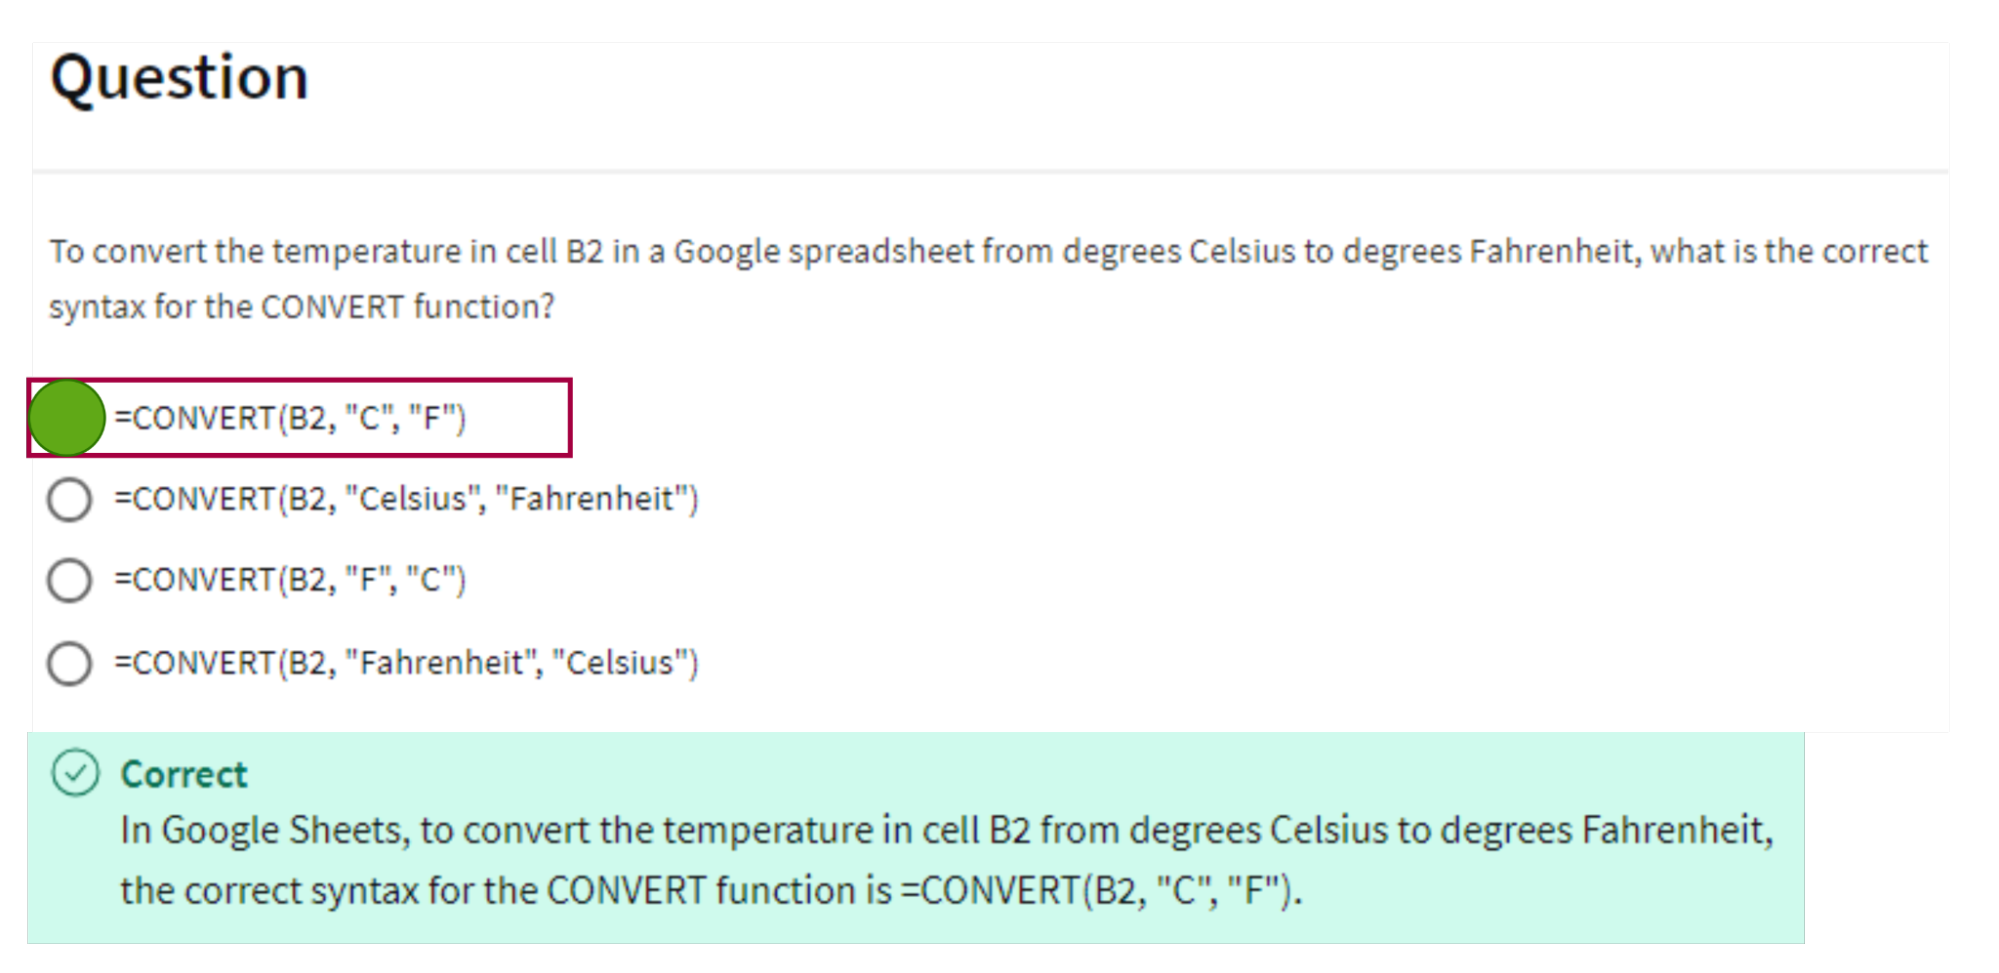 Question
To convert the temperature in cell B2 in a Google spreadsheet from degrees Celsius to degrees Fahrenheit, what is the correct
syntax for the CONVERT function?
=CONVERT(B2, "C", "F")
=CONVERT(B2, "Celsius", "Fahrenheit")
=CONVERT(B2, "F", "C")
=CONVERT(B2, "Fahrenheit", "Celsius")
Correct
In Google Sheets, to convert the temperature in cell B2 from degrees Celsius to degrees Fahrenheit,
the correct syntax for the CONVERT function is =CONVERT(B2, "C", "F").